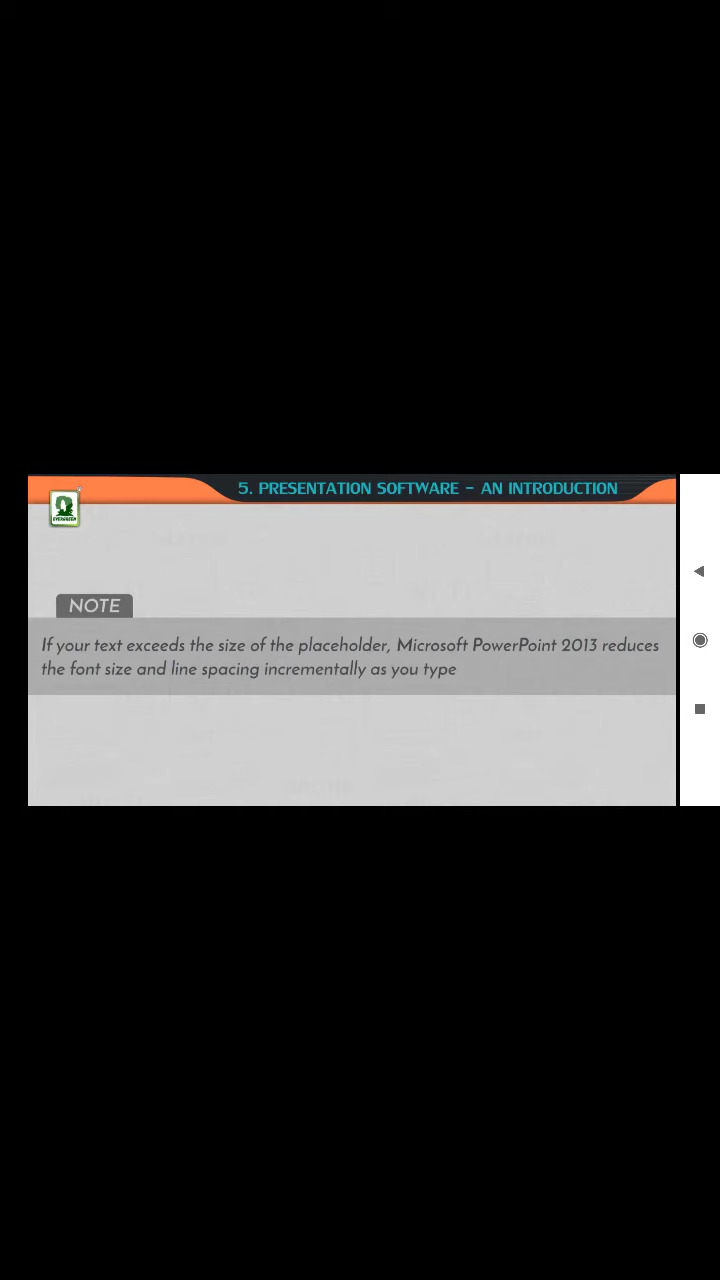 5. PRESENTATION SOFTWARE - AN INTRODUCTION
EVERGREEN
NOTE
If your text exceeds the size of the placeholder, Microsoft PowerPoint 2013 reduces
the font size and line spacing incrementally as you type